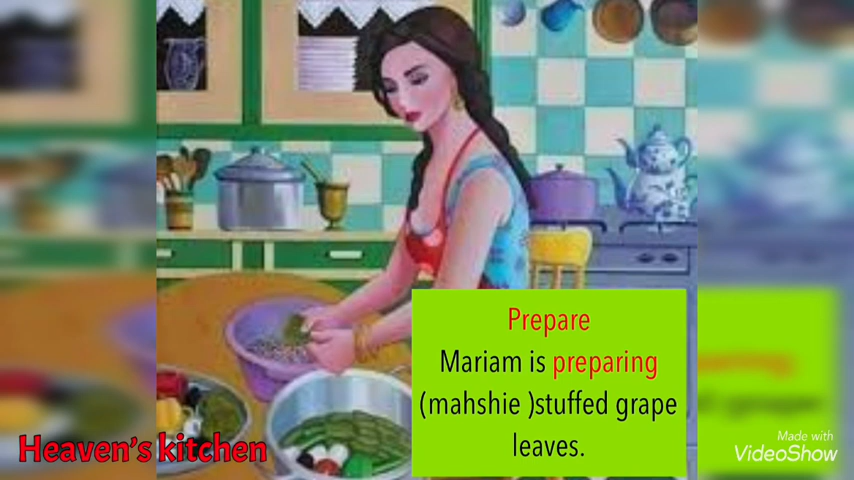 Prepare
Mariam is preparing
(mahshie )stuffed grape
leaves.
Heaven's kitchen
Made with
VideoShow